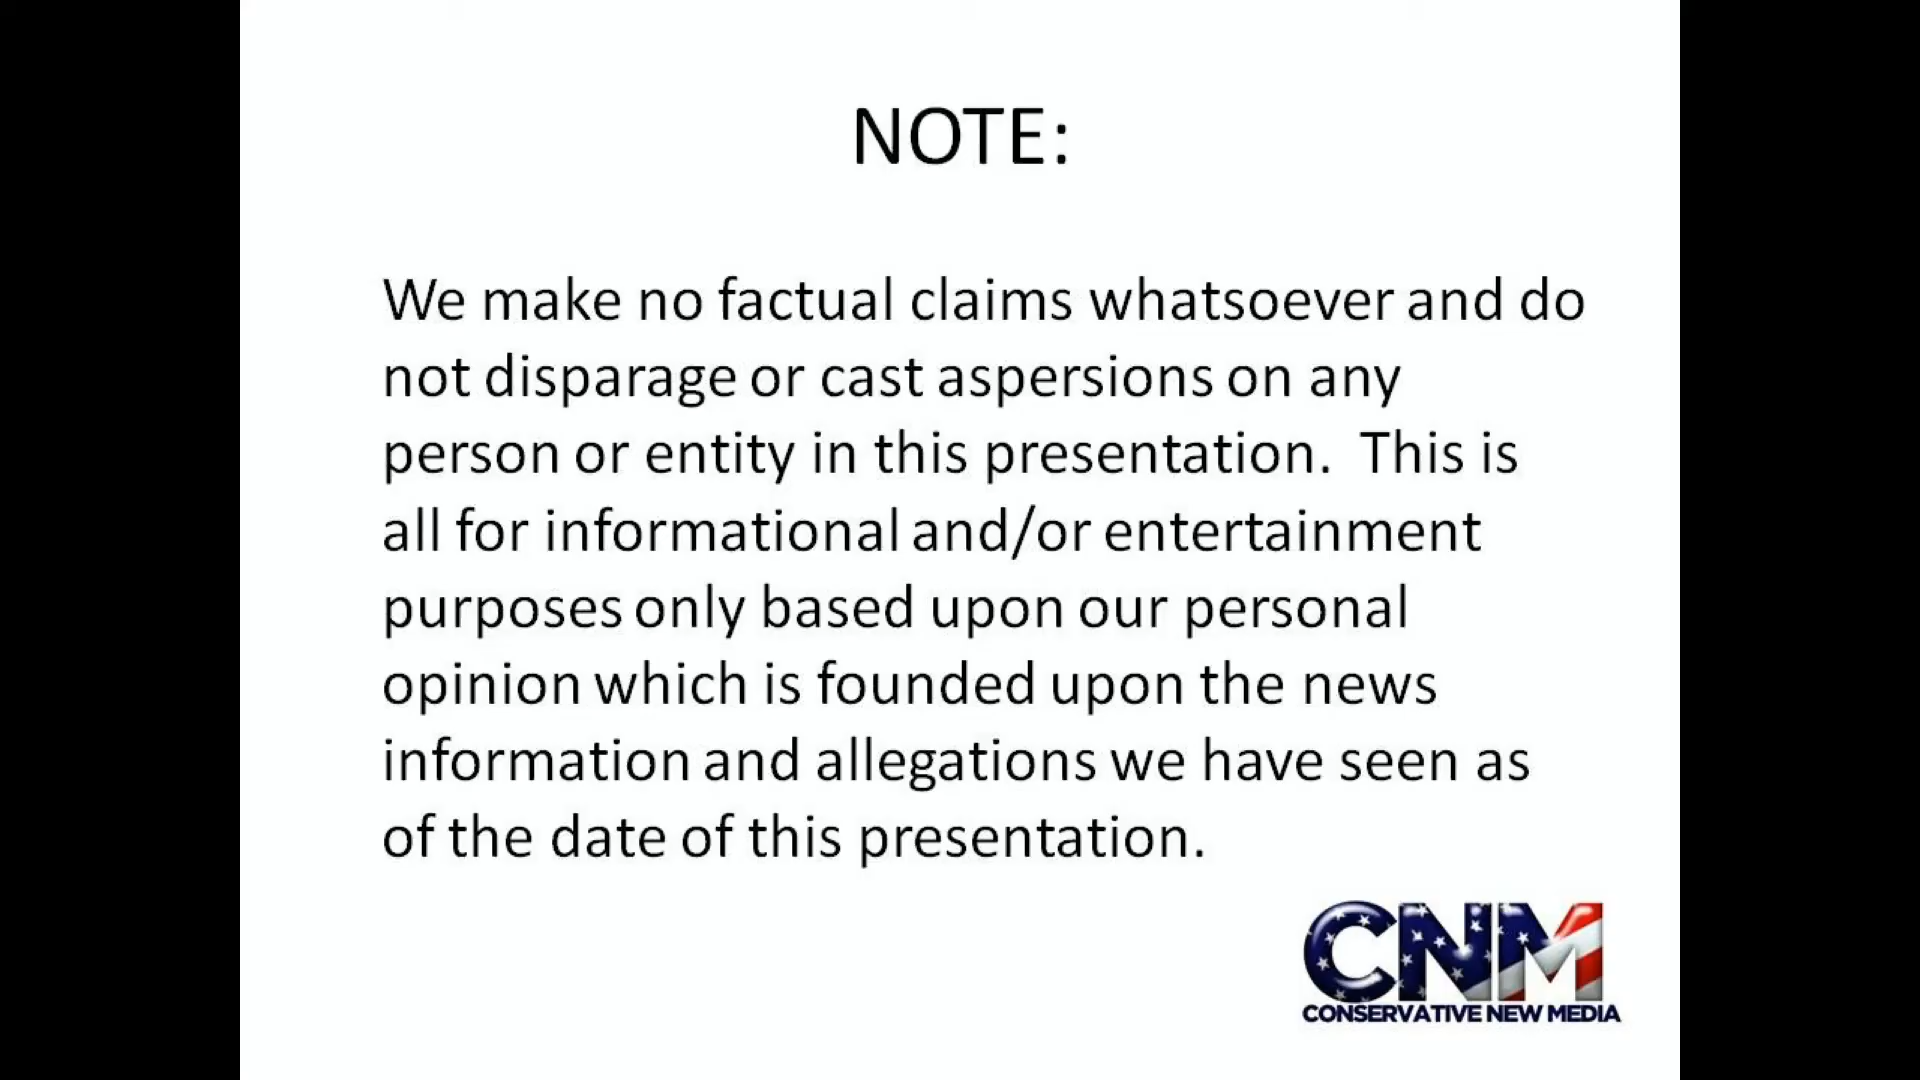 NOTE:
We make no factual claims whatsoever and do
not disparage or cast aspersions on any
person or entity in this presentation.  This is
all for informational and/or entertainment
purposes only based upon our personal
opinion which is founded upon the news
information and allegations we have seen as
of the date of this presentation.
CNM
CONSERVATIVE NEW MEDIA